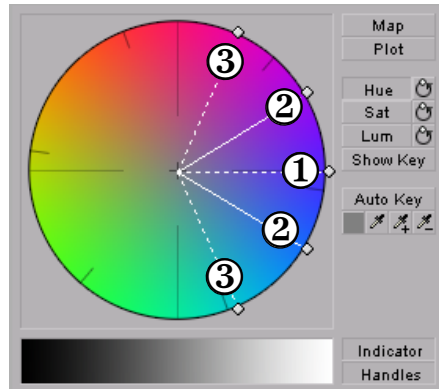 Map
Plot
3
2
Hue
Sat
Lum
1
Show Key
Auto Key
2
3
Indicator
Handles